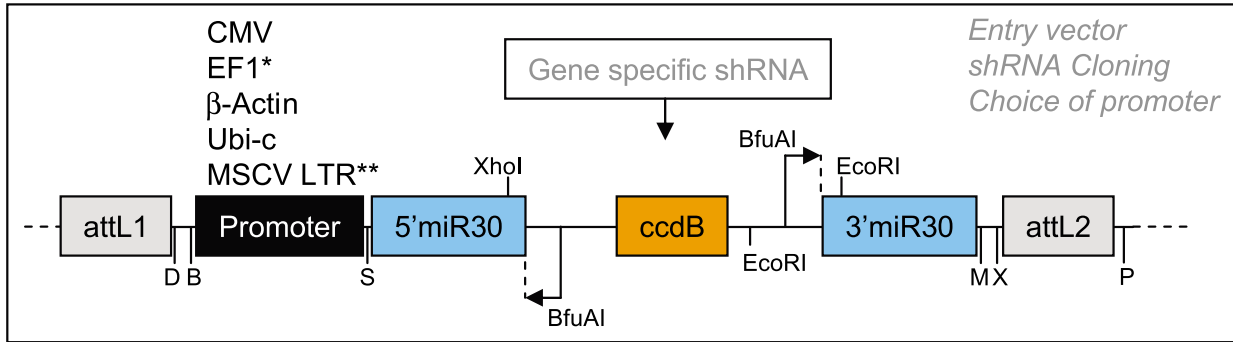 CMV
EF1*
β-Actin
Ubi-c
MSCV LTR**
Gene specific shRNA
Entry vector
shRNA Cloning
Choice of promoter
XhoI
BfuAI
EcoRI
attL1
Promoter
5'miR30
ccdB
3'miR30
attL2
D
B
S
BfuAI
EcoRI
M
X
P